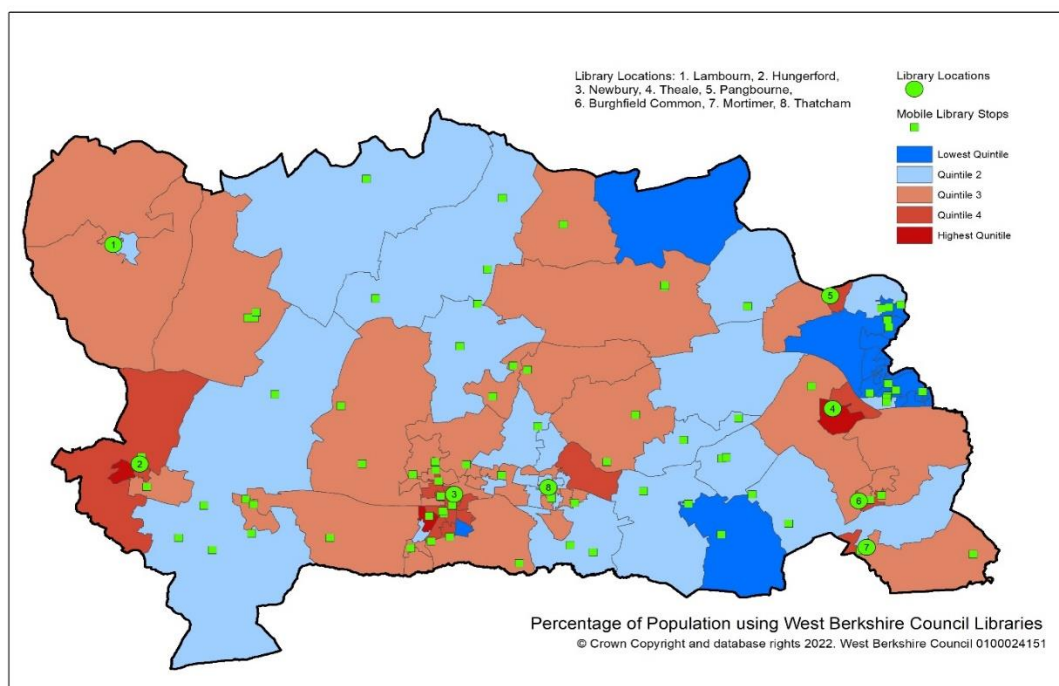 Library Locations: 1. Lambourn, 2. Hungerford,
3. Newbury, 4. Theale, 5. Pangbourne,
6. Burghfield Common, 7. Mortimer, 8. Thatcham
Library Locations
Mobile Library Stops
Lowest Quintile
Quintile 2
Quintile 3
Quintile 4
Highest Qunitile
1
5
4
2
8
3
6
7
Percentage of Population using West Berkshire Council Libraries
© Crown Copyright and database rights 2022. West Berkshire Council 0100024151